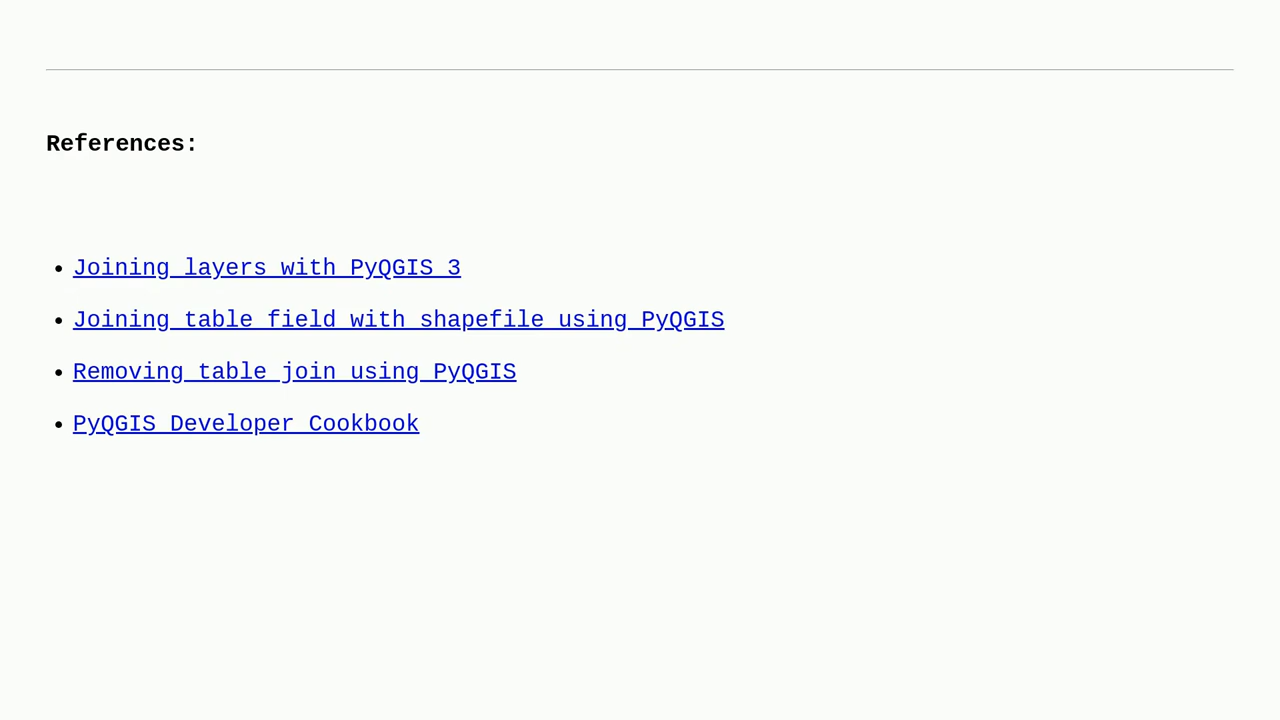 References:
• Joining layers with PyQGIS 3
• Joining table field with shapefile using PyQGIS
• Removing table join using PyQGIS
• PyQGIS Developer Cookbook